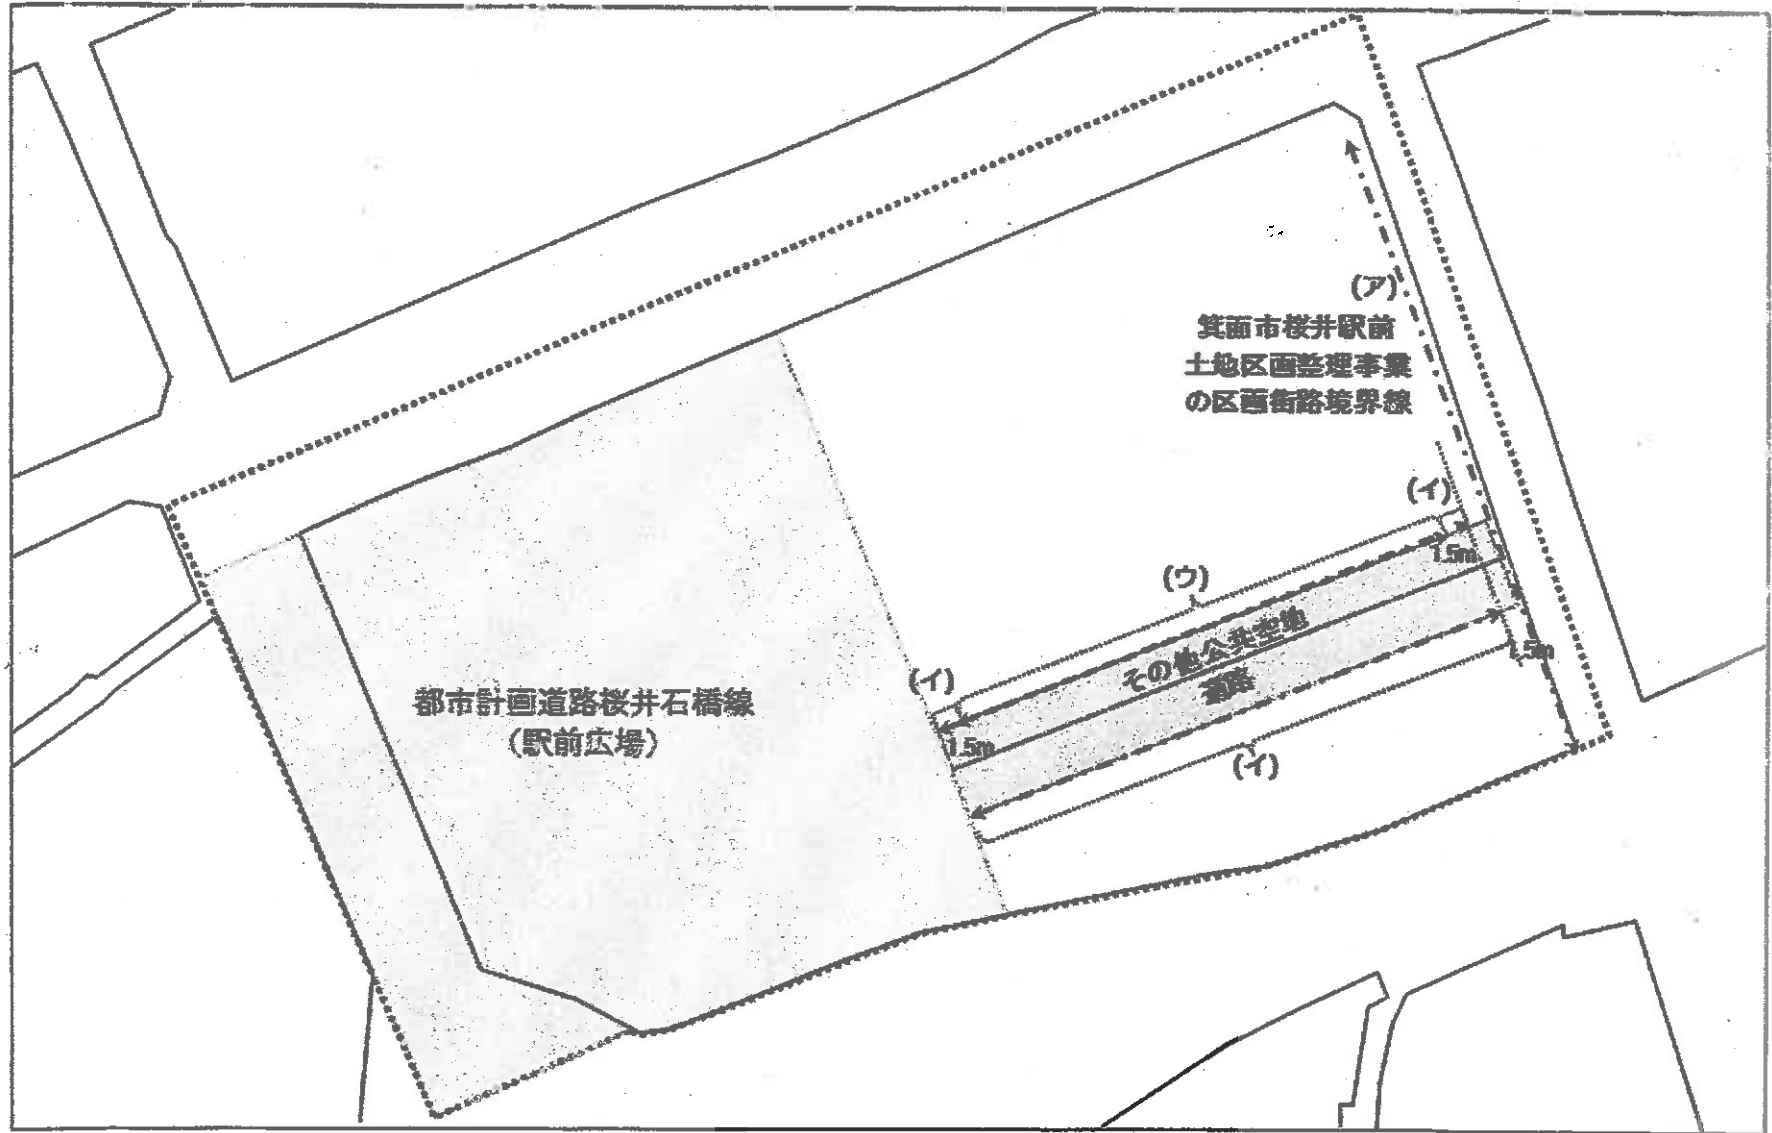 (ア)
箕面市桜井駅前
土地区画整理事業
の区画街路境界線
(イ)
1.5m
(ウ)
その他公共空地
通路
1.5m
(イ)
1.5m
(イ)
都市計画道路桜井石橋線
（駅前広場）